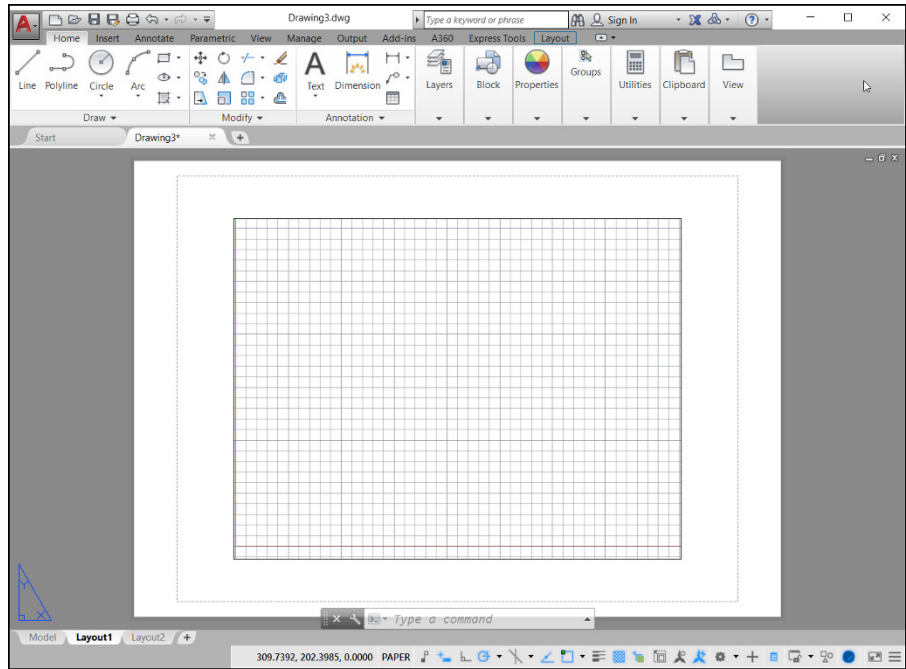 A Drawing3.dwg Type a keyword or phrase Sign In
Home Insert Annotate Parametric View Manage Output Add-ins A360 Express Tools Layout
A
Line Polyline Circle Arc Text Dimension Layers Block Properties Groups Utilities Clipboard View
Draw Modify Annotation
Start Drawing3* +
Y
X
Type a command
Model Layout1 Layout2 +
309.7392, 202.3985, 0.0000 PAPER